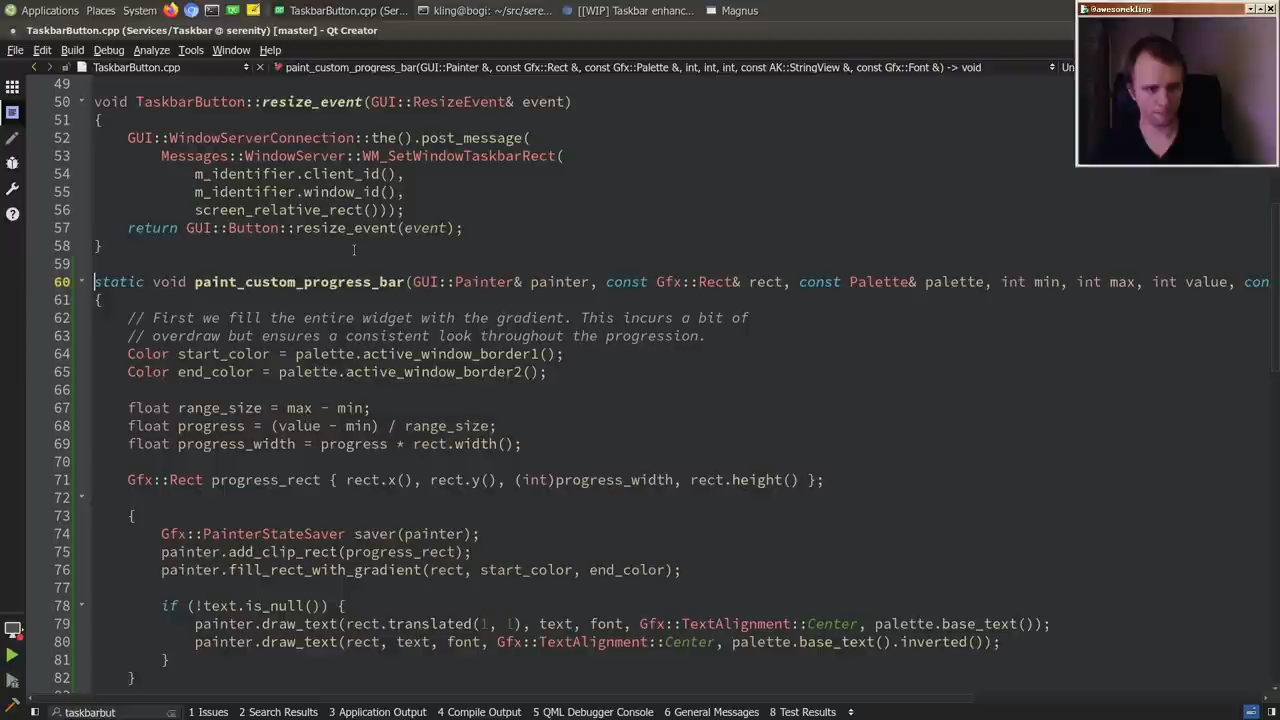 Applications Places System TaskbarButton.cpp (Ser... kling@bogi: ~/src/sere... [[WIP] Taskbar enhanc... Magnus
@awesomekling
TaskbarButton.cpp (Services/Taskbar @ serenity) [master] - Qt Creator
File Edit Build Debug Analyze Tools Window Help
TaskbarButton.cpp paint_custom_progress_bar(GUI::Painter &, const Gfx::Rect &, const Gfx::Palette &, int, int, int, const AK::StringView &, const Gfx::Font &) -> void Un
49
50 void TaskbarButton::resize_event(GUI::ResizeEvent& event)
51 {
52 GUI::WindowServerConnection::the().post_message(
53 Messages::WindowServer::WM_SetWindowTaskbarRect(
54 m_identifier.client_id(),
55 m_identifier.window_id(),
56 screen_relative_rect()));
57 return GUI::Button::resize_event(event);
58 }
59
60 static void paint_custom_progress_bar(GUI::Painter& painter, const Gfx::Rect& rect, const Palette& palette, int min, int max, int value, con
61 {
62 // First we fill the entire widget with the gradient. This incurs a bit of
63 // overdraw but ensures a consistent look throughout the progression.
64 Color start_color = palette.active_window_border1();
65 Color end_color = palette.active_window_border2();
66
67 float range_size = max - min;
68 float progress = (value - min) / range_size;
69 float progress_width = progress * rect.width();
70
71 Gfx::Rect progress_rect { rect.x(), rect.y(), (int)progress_width, rect.height() };
72
73 {
74 Gfx::PainterStateSaver saver(painter);
75 painter.add_clip_rect(progress_rect);
76 painter.fill_rect_with_gradient(rect, start_color, end_color);
77
78 if (!text.is_null()) {
79 painter.draw_text(rect.translated(1, 1), text, font, Gfx::TextAlignment::Center, palette.base_text());
80 painter.draw_text(rect, text, font, Gfx::TextAlignment::Center, palette.base_text().inverted());
81 }
82 }
taskbarbut 1 Issues 2 Search Results 3 Application Output 4 Compile Output 5 QML Debugger Console 6 General Messages 8 Test Results